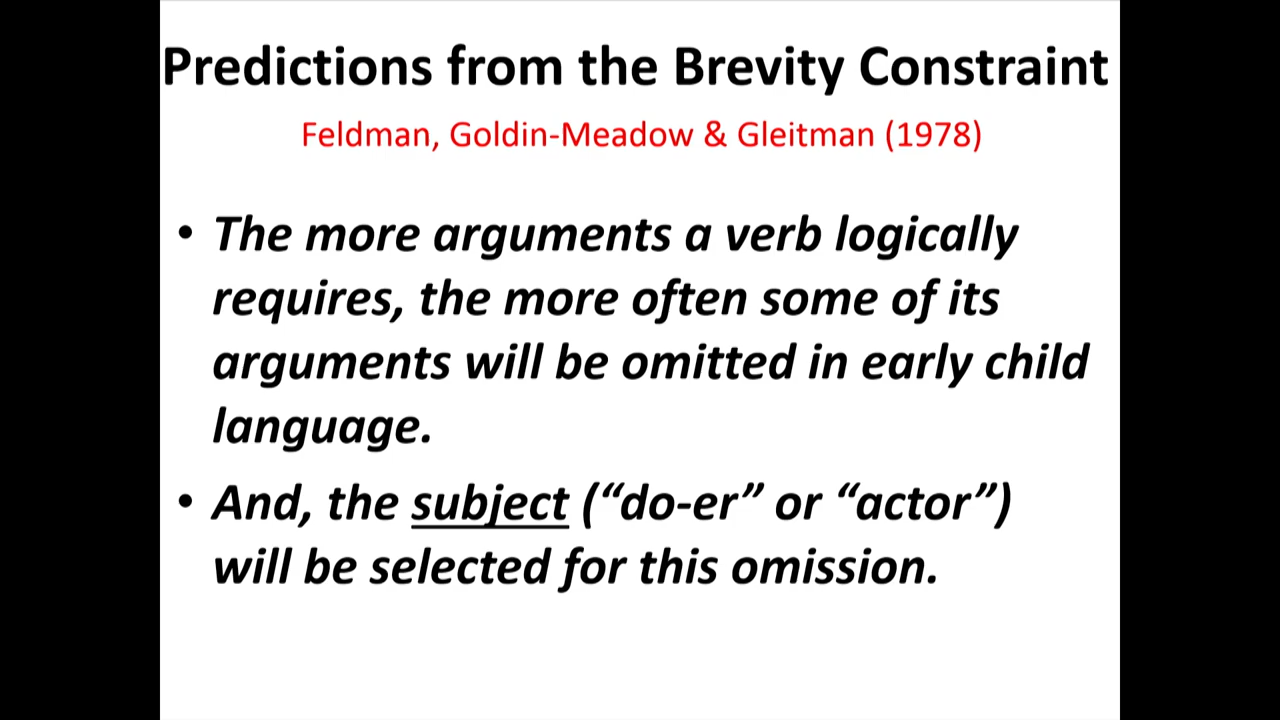 Predictions from the Brevity Constraint
Feldman, Goldin-Meadow & Gleitman (1978)
• The more arguments a verb logically
requires, the more often some of its
arguments will be omitted in early child
language.
• And, the subject (“do-er” or “actor”)
will be selected for this omission.